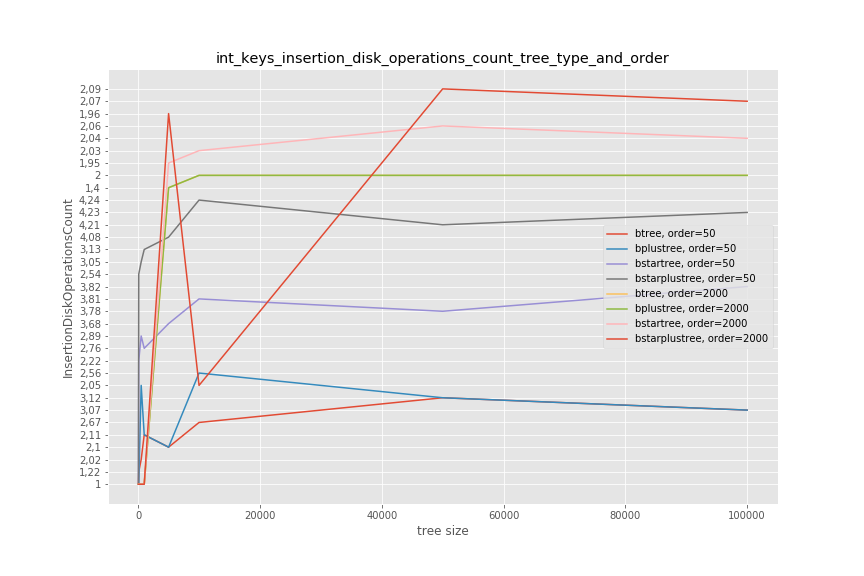 int_keys_insertion_disk_operations_count_tree_type_and_order
InsertionDiskOperationsCount
2,09
2,07
1,96
2,06
2,04
2,03
1,95
2
1,4
4,24
4,23
4,21
4,08
3,13
3,05
2,54
3,82
3,81
3,78
3,68
2,89
2,76
2,22
2,56
2,05
3,12
3,07
2,67
2,11
2,1
2,02
1,22
1
btree, order=50
bplustree, order=50
bstartree, order=50
bstarplustree, order=50
btree, order=2000
bplustree, order=2000
bstartree, order=2000
bstarplustree, order=2000
0 20000 40000 60000 80000 100000
tree size